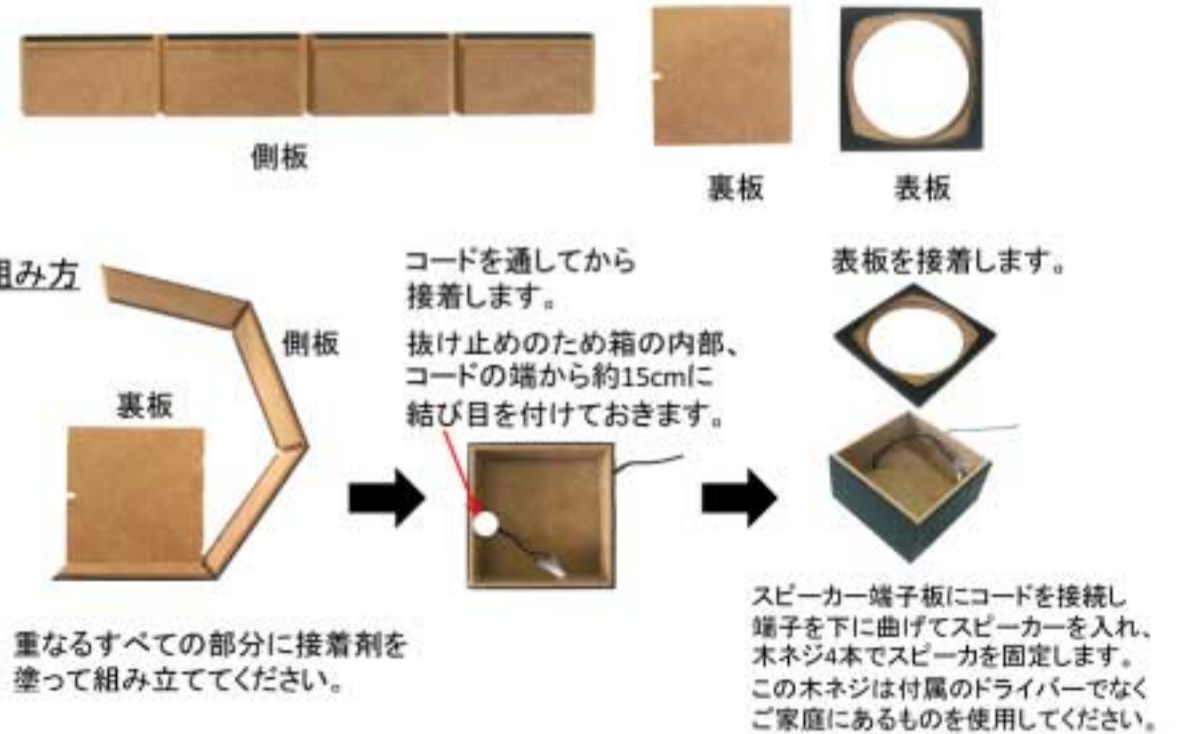 側板
裏板
表板
組み方
側板
裏板
重なるすべての部分に接着剤を
塗って組み立ててください。
コードを通してから
接着します。
抜け止めのため箱の内部、
コードの端から約15cmに
結び目を付けておきます。
表板を接着します。
スピーカー端子板にコードを接続し
端子を下に曲げてスピーカーを入れ、
木ネジ4本でスピーカを固定します。
この木ネジは付属のドライバーでなく
ご家庭にあるものを使用してください。